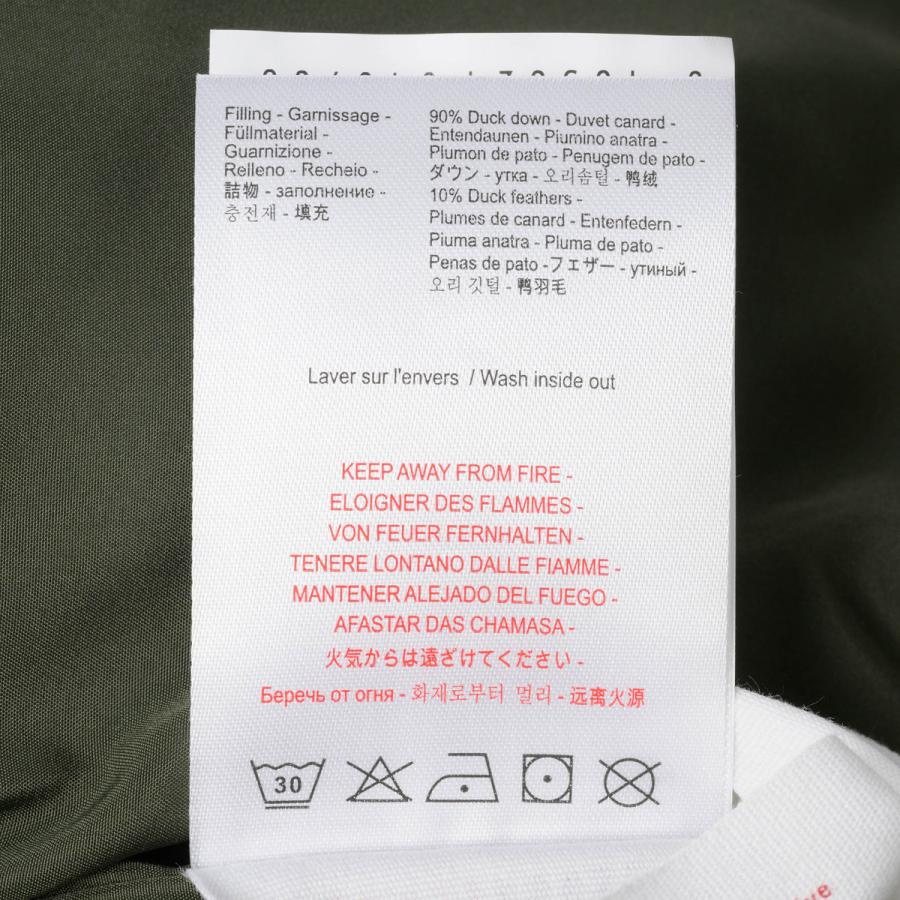 Filling - Garnissage -
Füllmaterial -
Guarnizione -
Relleno - Recheio -
詰物 - заполнение -
충전재 - 填充
90% Duck down - Duvet canard -
Entendaunen - Piumino anatra -
Plumon de pato - Penugem de pato -
ダウン - утка - 오리솜털 - 鸭绒
10% Duck feathers -
Plumes de canard - Entenfedern -
Piuma anatra - Pluma de pato -
Penas de pato -フェザー - утиный -
오리 깃털 - 鸭羽毛
Laver sur l'envers / Wash inside out
KEEP AWAY FROM FIRE -
ELOIGNER DES FLAMMES -
VON FEUER FERNHALTEN -
TENERE LONTANO DALLE FIAMME -
MANTENER ALEJADO DEL FUEGO -
AFASTAR DAS CHAMASA -
火気からは遠ざけてください -
Беречь от огня - 화재로부터 멀리 - 远离火源
30